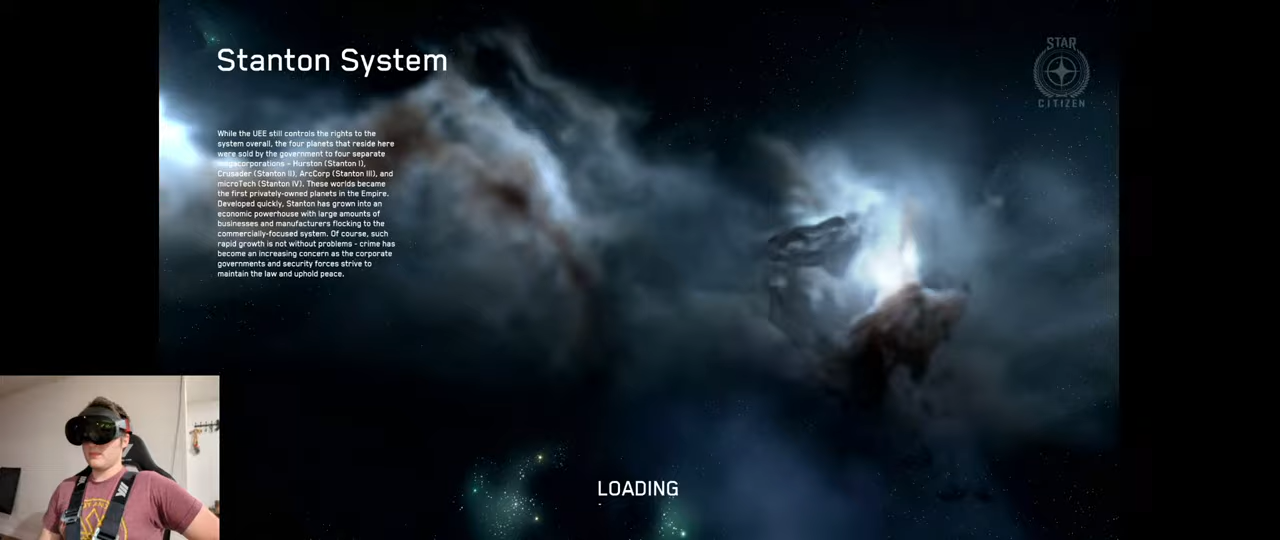 Stanton System
STAR
CITIZEN
While the UEE still controls the rights to the
system overall, the four planets that reside here
were sold by the government to four separate
megacorporations - Hurston (Stanton I),
Crusader (Stanton II), ArcCorp (Stanton III), and
microTech (Stanton IV). These worlds became
the first privately-owned planets in the Empire.
Developed quickly, Stanton has grown into an
economic powerhouse with large amounts of
businesses and manufacturers flocking to the
commercially-focused system. Of course, such
rapid growth is not without problems - crime has
become an increasing concern as the corporate
governments and security forces strive to
maintain the law and uphold peace.
LOADING